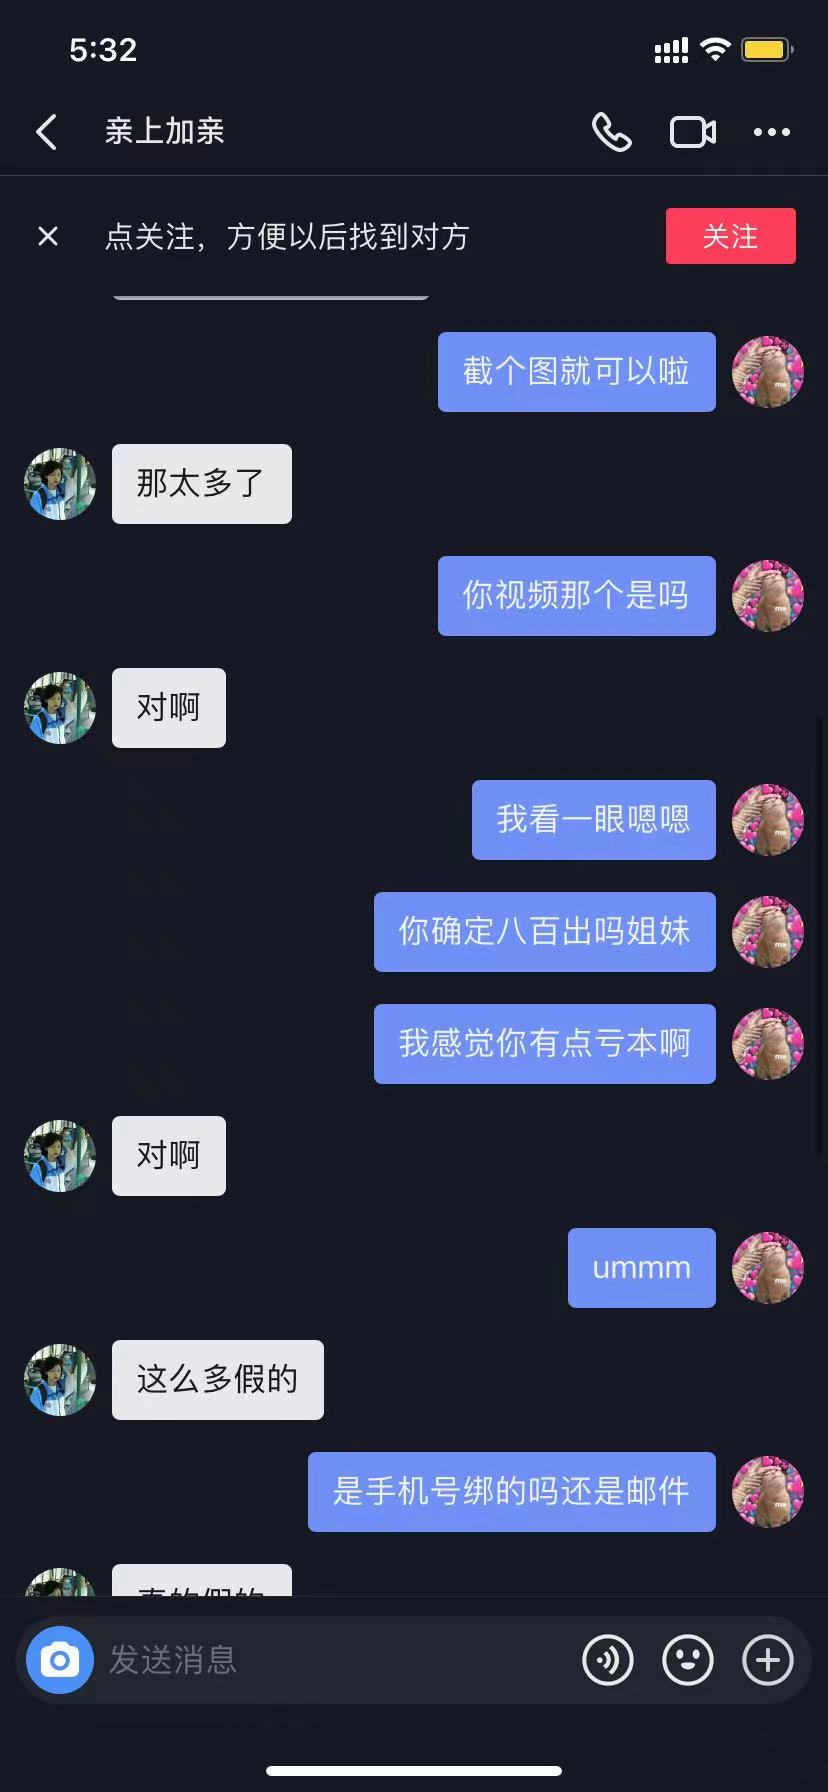 5:32
亲上加亲
点关注，方便以后找到对方
关注
截个图就可以啦
那太多了
你视频那个是吗
对啊
我看一眼嗯嗯
你确定八百出吗姐妹
我感觉你有点亏本啊
对啊
ummm
这么多假的
是手机号绑的吗还是邮件
真的假的
发送消息